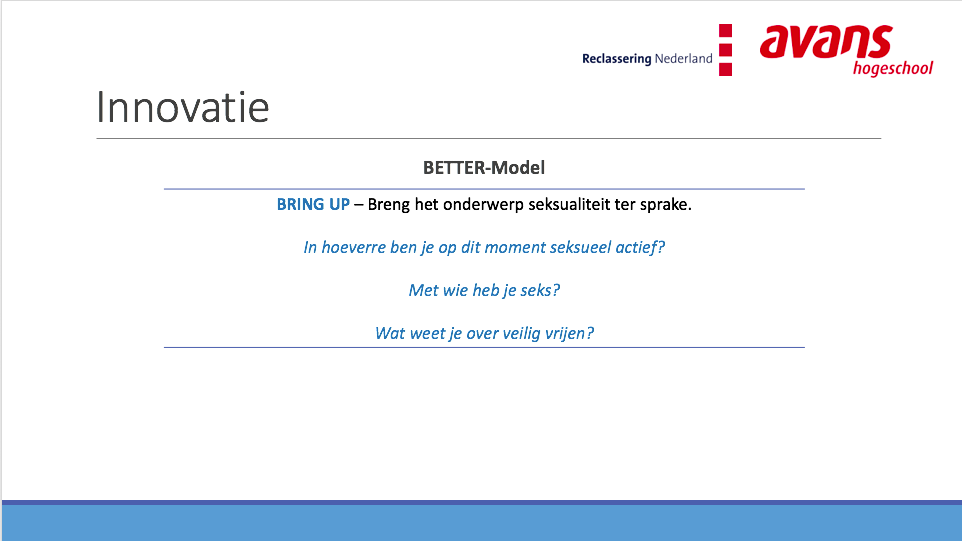 Reclassering Nederland
avans
hogeschool
Innovatie
BETTER-Model
BRING UP – Breng het onderwerp seksualiteit ter sprake.
In hoeverre ben je op dit moment seksueel actief?
Met wie heb je seks?
Wat weet je over veilig vrijen?